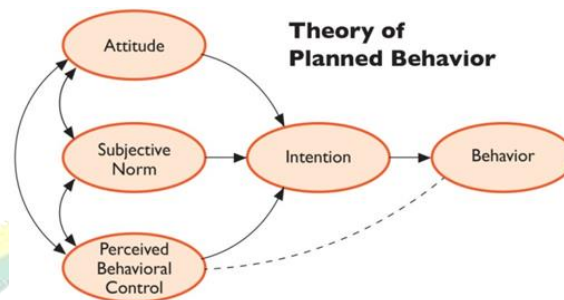 Theory of
Planned Behavior
Attitude
Subjective
Norm
Intention
Behavior
Perceived
Behavioral
Control